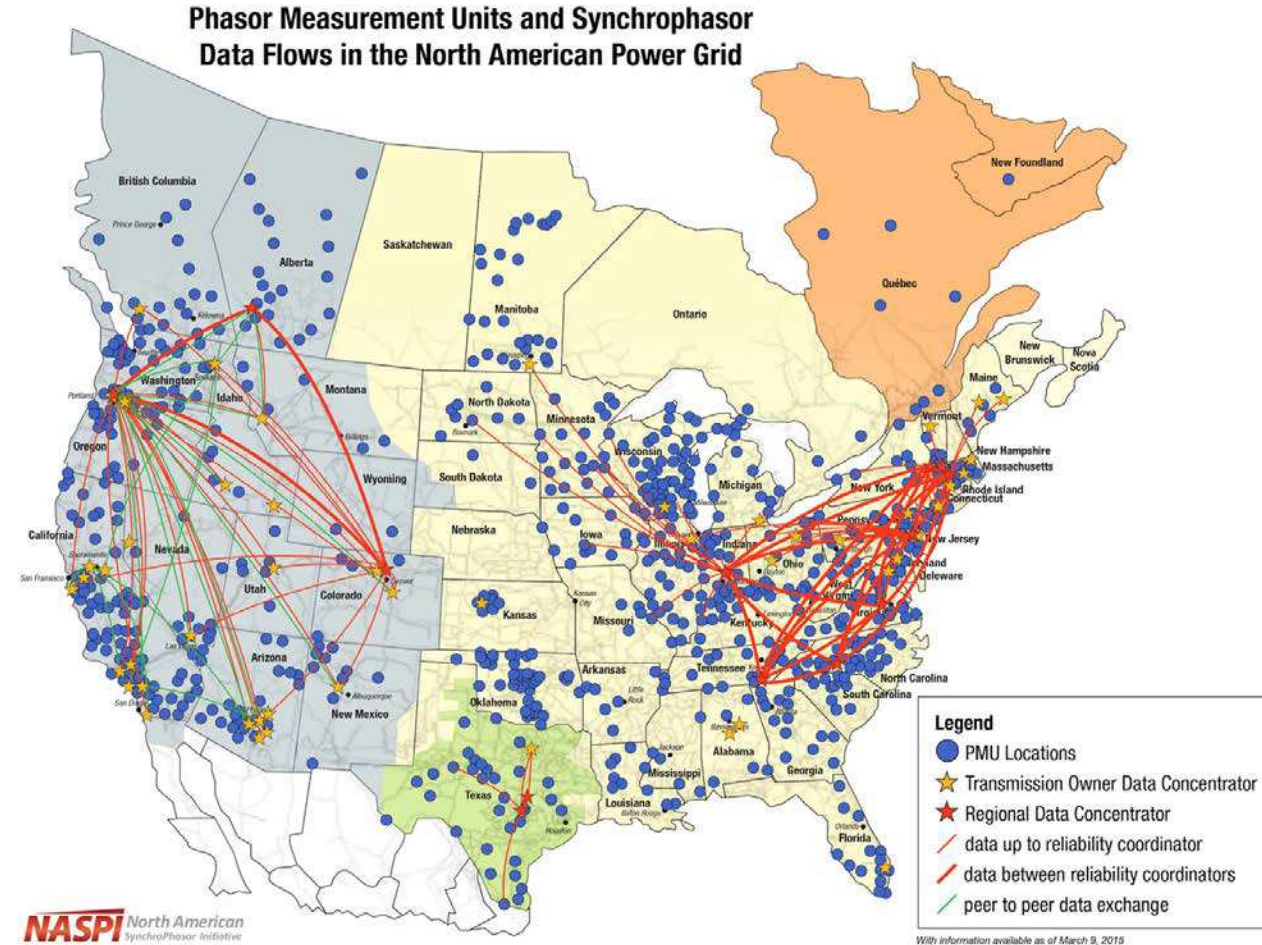 Phasor Measurement Units and Synchrophasor
Data Flows in the North American Power Grid
New Foundland
British Columbia
Prince George
Saskatchewan
Alberta
Québec
Manitoba
Ontario
Kelowna
New
Brunswick
Nova
Scotia
Washington
Montana
Maine
Portland
Idaho
North Dakota
Minnesota
Vermont
Billings
Bismarck
Oregon
Wisconsin
New Hampshire
Massachusetts
Wyoming
South Dakota
Michigan
New York
Rhode Island
Connecticut
California
Nebraska
Iowa
New Jersey
Nevada
Ohio
Deleware
San Francisco
Utah
Colorado
Kansas
City
Kansas
Missouri
Kentucky
Arizona
Arkansas
Tennessee
North Carolina
Albuquerque
Little
Rock
South Carolina
San Diego
New Mexico
Oklahoma
Jackson
Alabama
Mississippi
Georgia
Texas
Louisiana
Baton Rouge
Houston
Orlando
Florida
Legend
PMU Locations
Transmission Owner Data Concentrator
Regional Data Concentrator
data up to reliability coordinator
data between reliability coordinators
peer to peer data exchange
NASPI North American
SynchroPhasor Initiative
With information available as of March 9, 2015